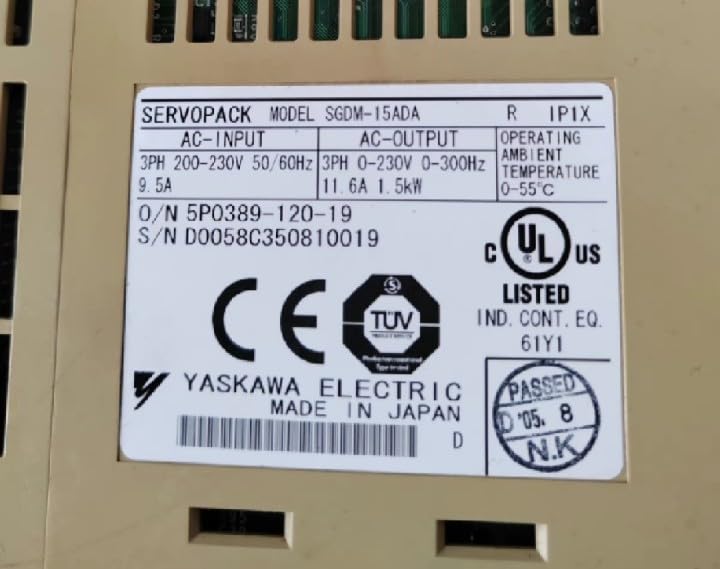 SERVOPACK MODEL SGDM-15ADA R IP1X
AC-INPUT
3PH 200-230V 50/60Hz
9.5A
AC-OUTPUT
3PH 0-230V 0-300Hz
11.6A 1.5kW
OPERATING
AMBIENT
TEMPERATURE
0-55°C
O/N 5P0389-120-19
S/N D0058C350810019
C UL ® US
LISTED
IND. CONT. EQ.
61Y1
CE
TÜV
YASKAWA ELECTRIC
MADE IN JAPAN
D
PASSED
D '05. 8
N.K